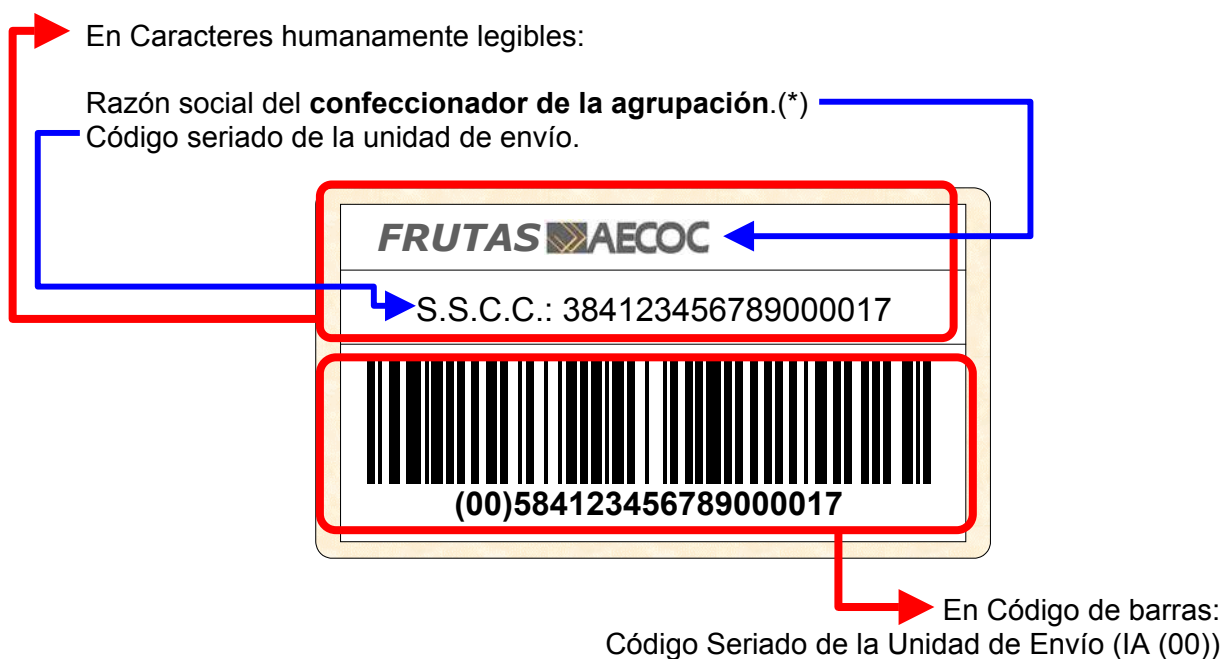 En Caracteres humanamente legibles:
Razón social del confeccionador de la agrupación.(*)
Código seriado de la unidad de envío.
FRUTAS AECOC
S.S.C.C.: 384123456789000017
(00)584123456789000017
En Código de barras:
Código Seriado de la Unidad de Envío (IA (00))